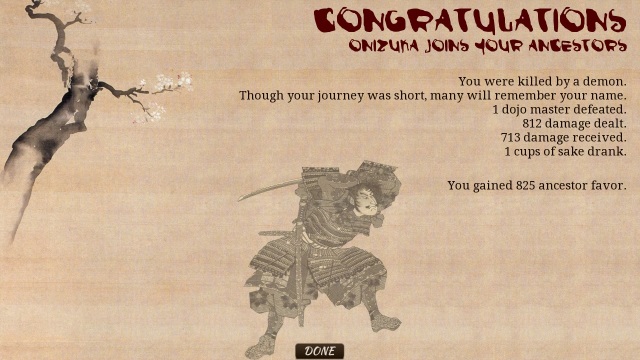 CONGRATULATIONS
ONIZUKA JOINS YOUR ANCESTORS
You were killed by a demon.
Though your journey was short, many will remember your name.
1 dojo master defeated.
812 damage dealt.
713 damage received.
1 cups of sake drank.
You gained 825 ancestor favor.
DONE